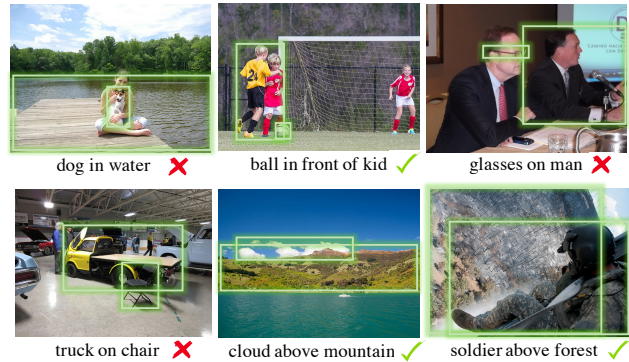 dog in water
ball in front of kid
glasses on man
truck on chair
cloud above mountain
soldier above forest
2